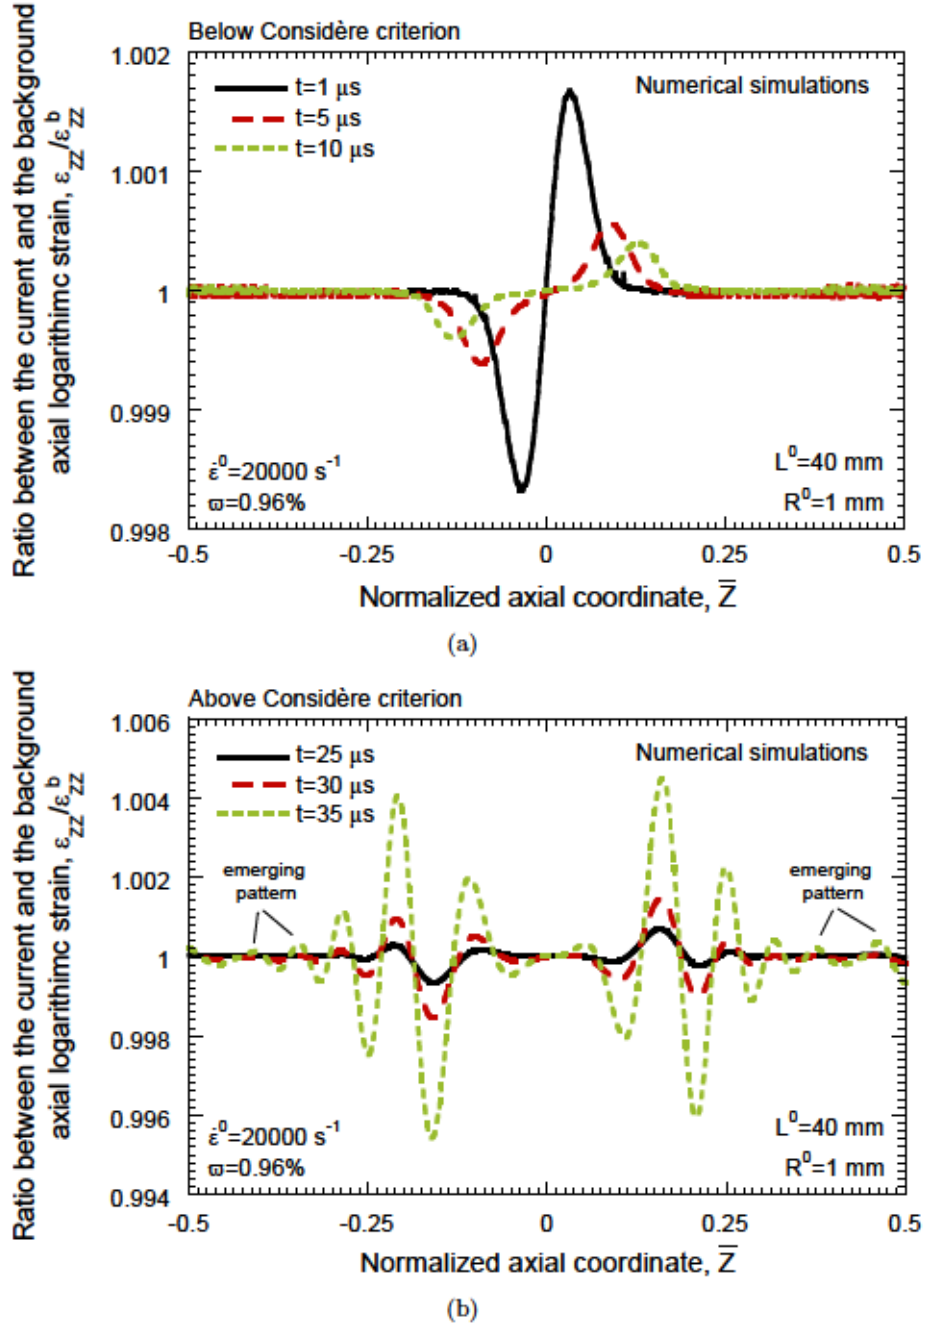 Below Considère criterion
Ratio between the current and the background
axial logarithimc strain, ε_zz/ε_zz^b
1.002
1.001
1
0.999
0.998
t=1 μs
t=5 μs
t=10 μs
Numerical simulations
ε̇⁰=20000 s⁻¹
ϖ=0.96%
L⁰=40 mm
R⁰=1 mm
-0.5 -0.25 0 0.25 0.5
Normalized axial coordinate, Z̅
(a)
Above Considère criterion
Ratio between the current and the background
axial logarithimc strain, ε_zz/ε_zz^b
1.006
1.004
1.002
1
0.998
0.996
0.994
t=25 μs
t=30 μs
t=35 μs
Numerical simulations
emerging
pattern
emerging
pattern
ε̇⁰=20000 s⁻¹
ϖ=0.96%
L⁰=40 mm
R⁰=1 mm
-0.5 -0.25 0 0.25 0.5
Normalized axial coordinate, Z̅
(b)